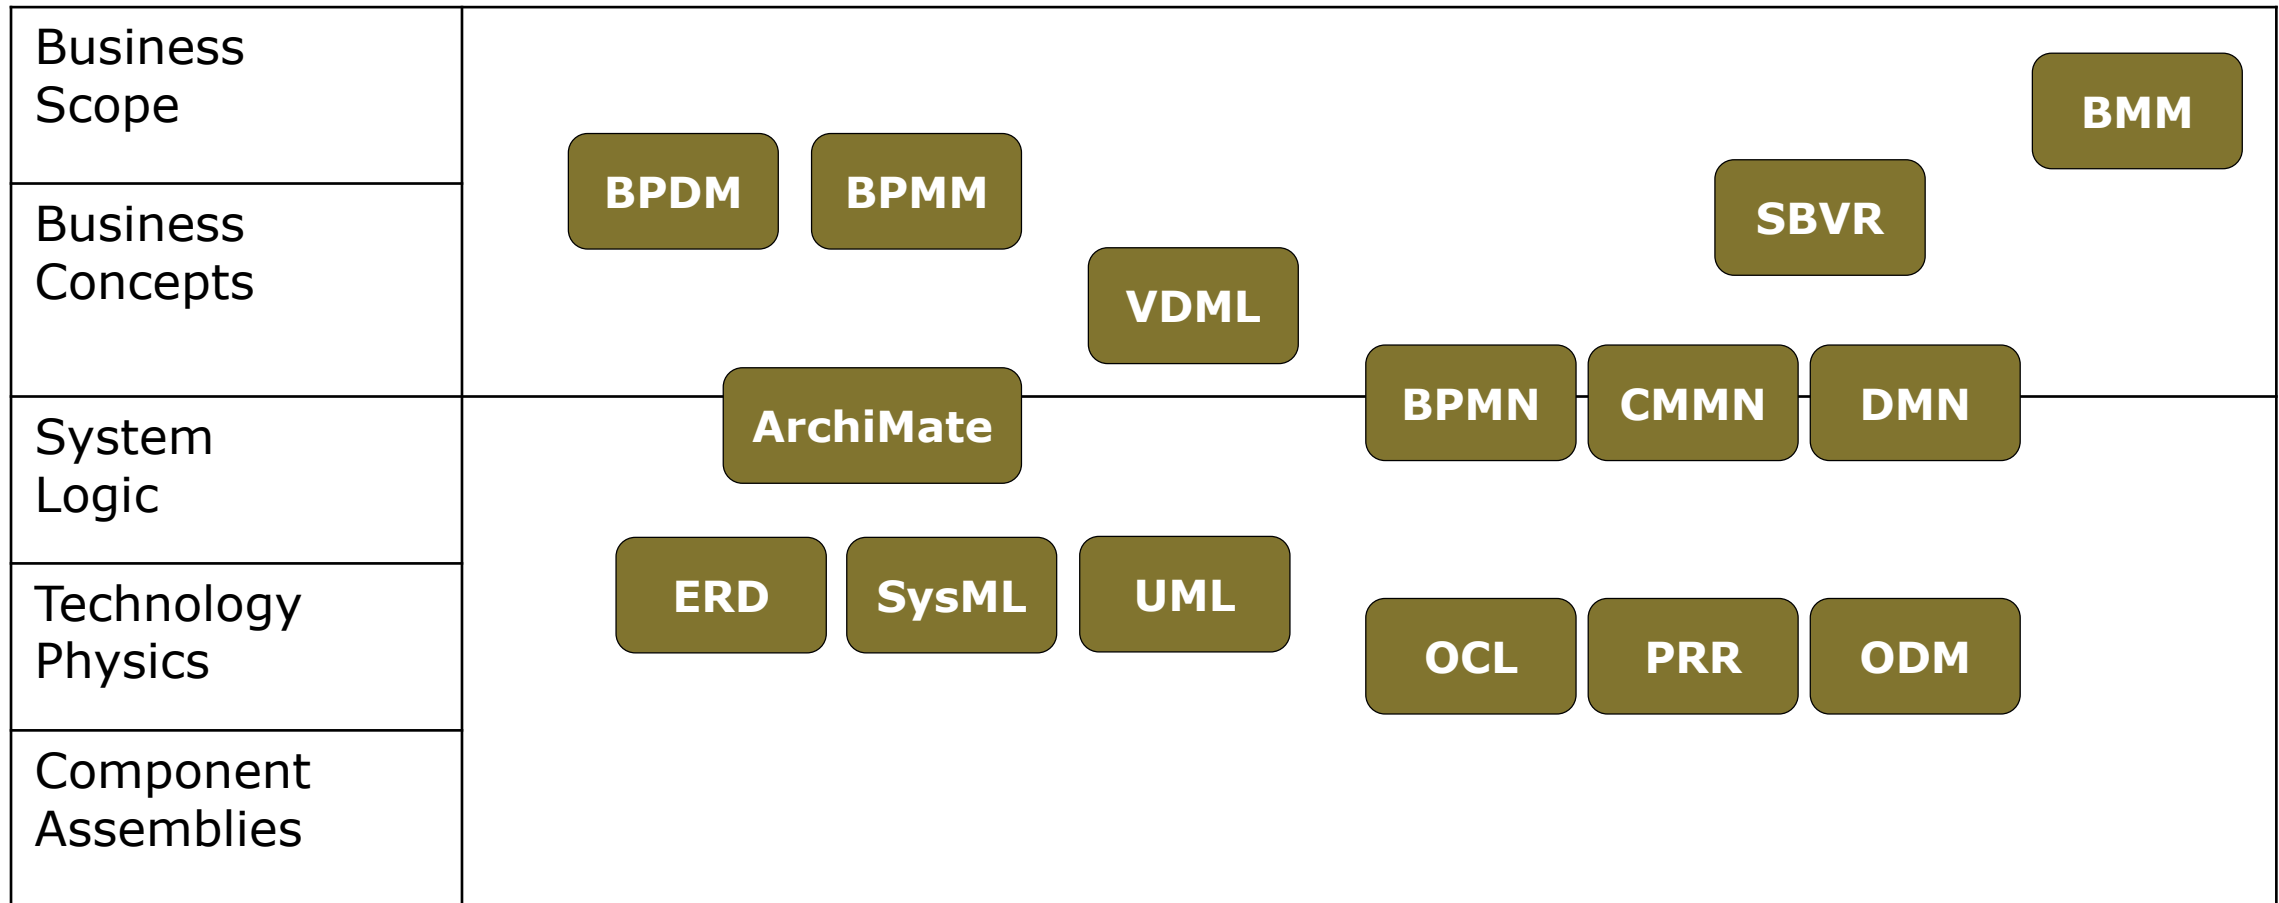 Business
Scope
BMM
BPDM
BPMM
SBVR
Business
Concepts
VDML
BPMN
CMMN
DMN
ArchiMate
System
Logic
ERD
SysML
UML
Technology
Physics
OCL
PRR
ODM
Component
Assemblies